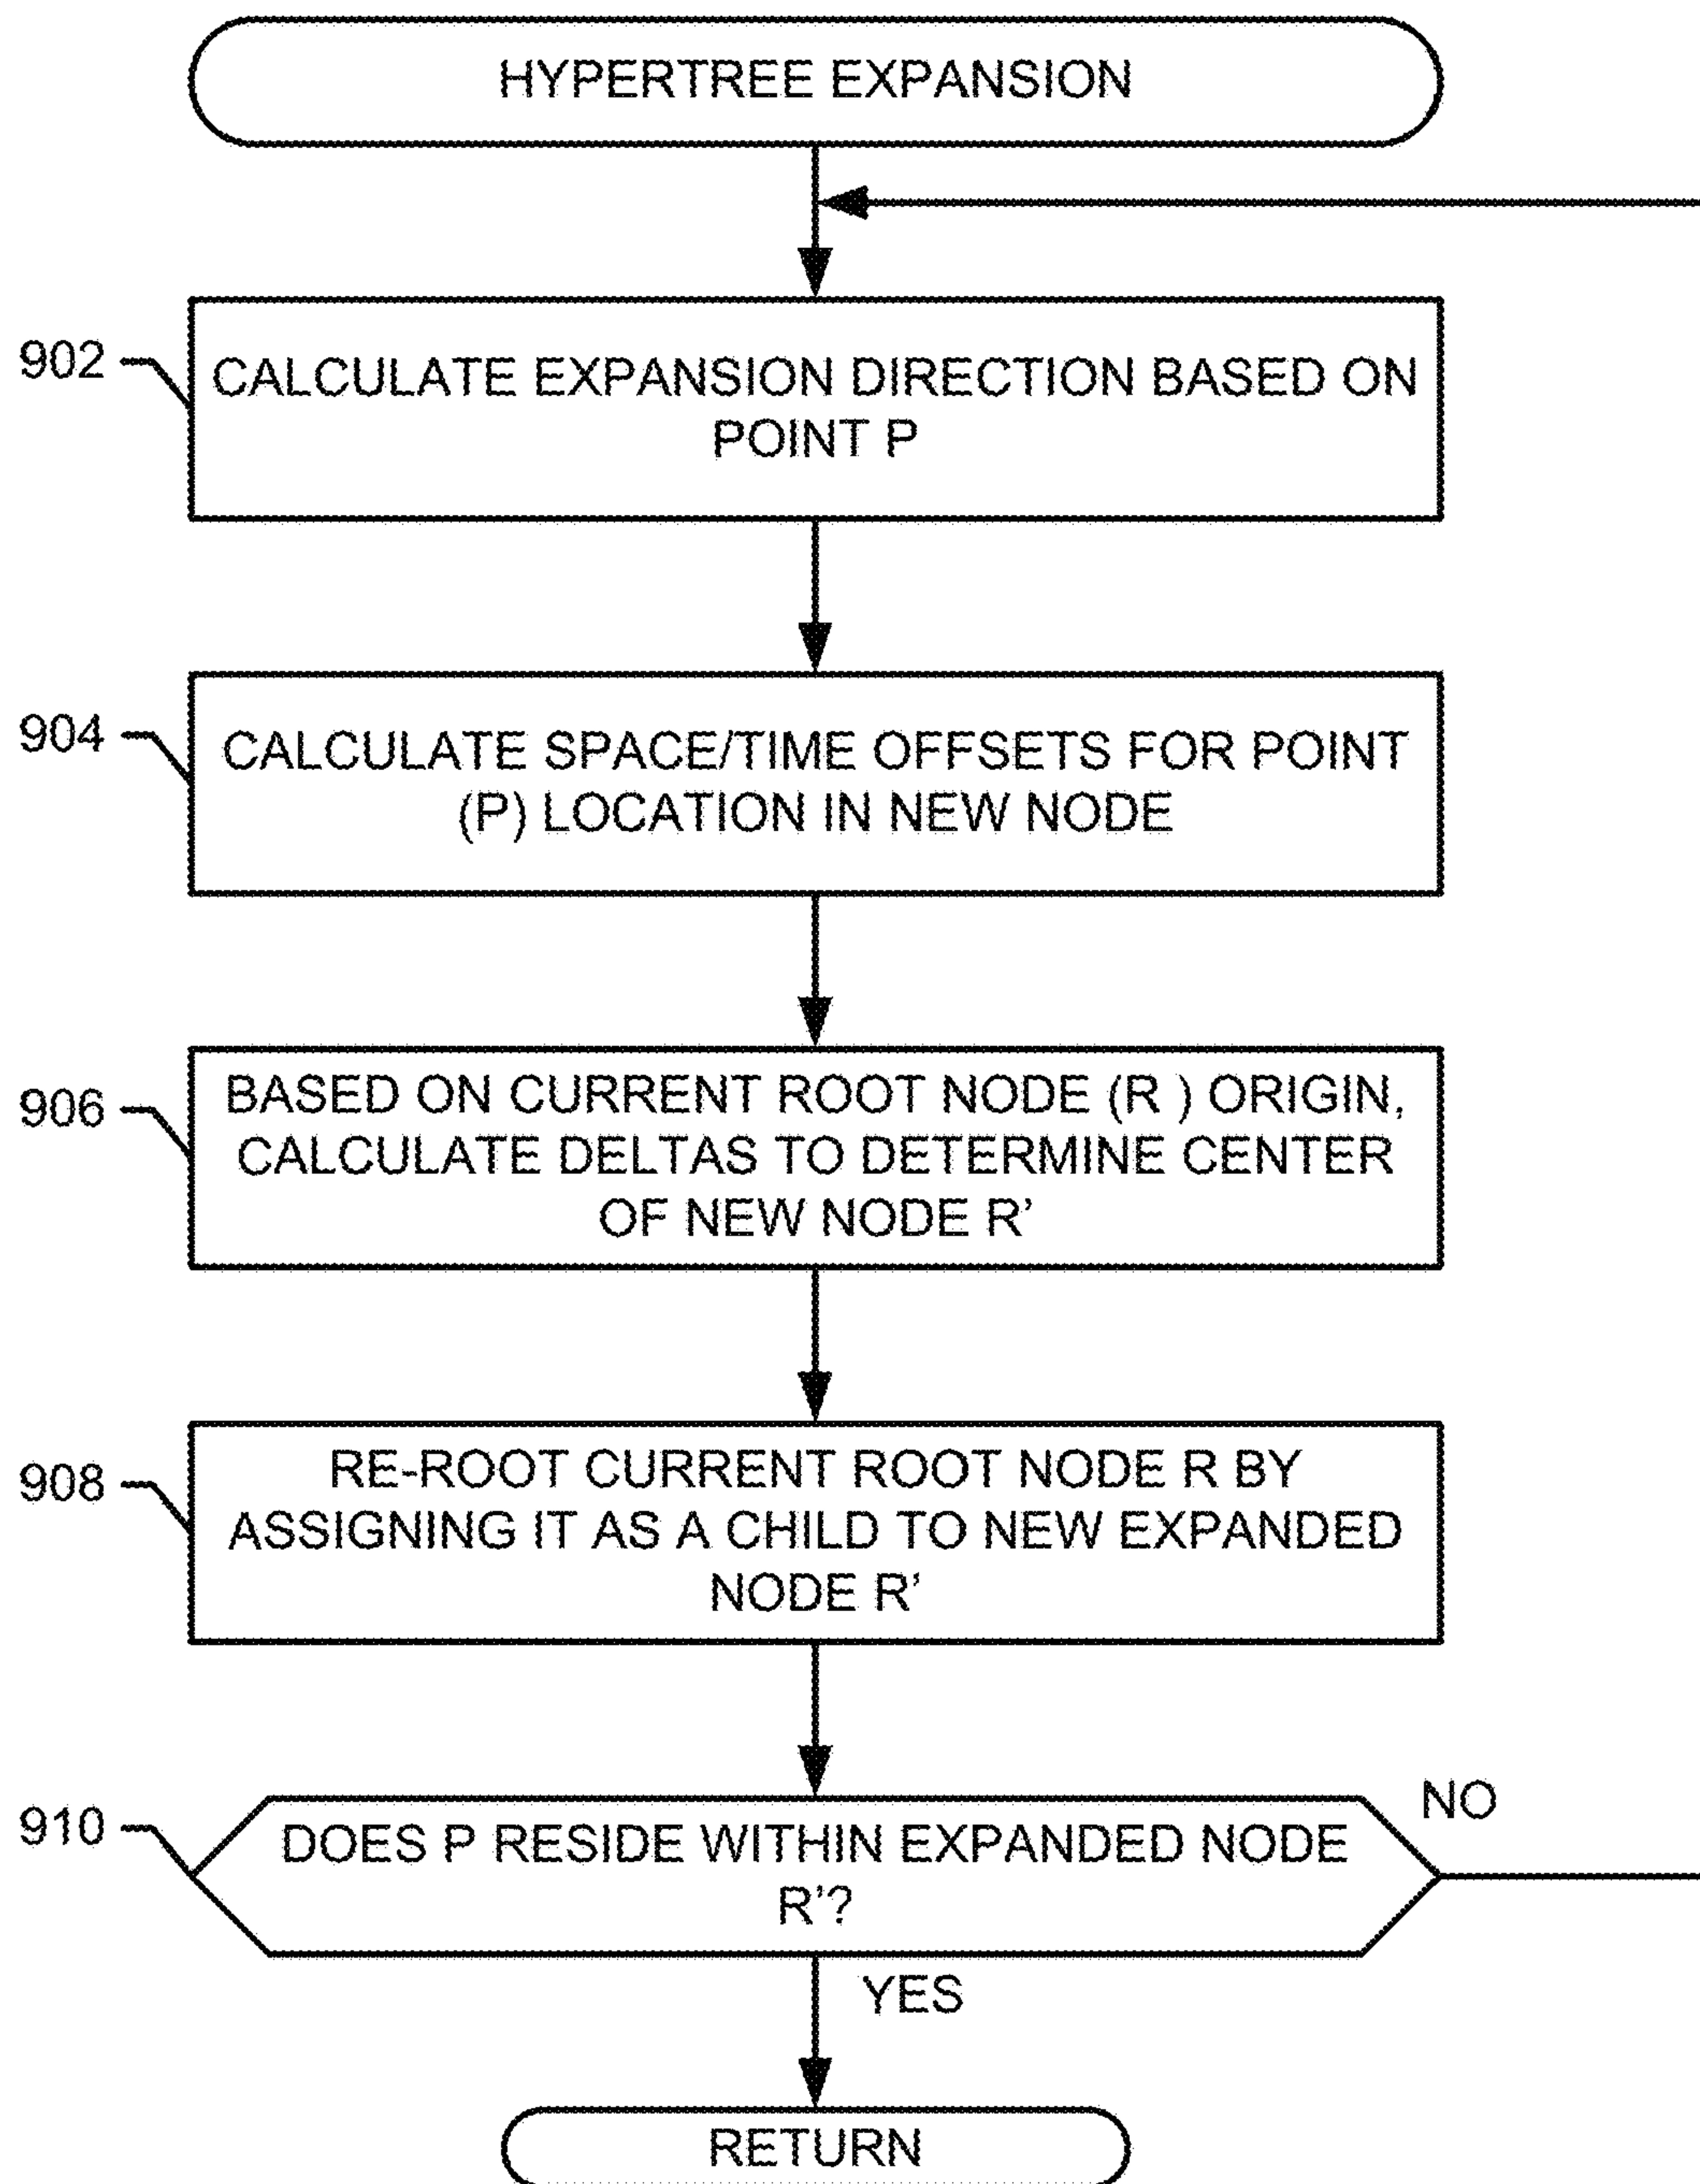 HYPERTREE EXPANSION
902
CALCULATE EXPANSION DIRECTION BASED ON
POINT P
904
CALCULATE SPACE/TIME OFFSETS FOR POINT
(P) LOCATION IN NEW NODE
906
BASED ON CURRENT ROOT NODE (R ) ORIGIN,
CALCULATE DELTAS TO DETERMINE CENTER
OF NEW NODE R’
908
RE-ROOT CURRENT ROOT NODE R BY
ASSIGNING IT AS A CHILD TO NEW EXPANDED
NODE R’
910
DOES P RESIDE WITHIN EXPANDED NODE
R’?
NO
YES
RETURN